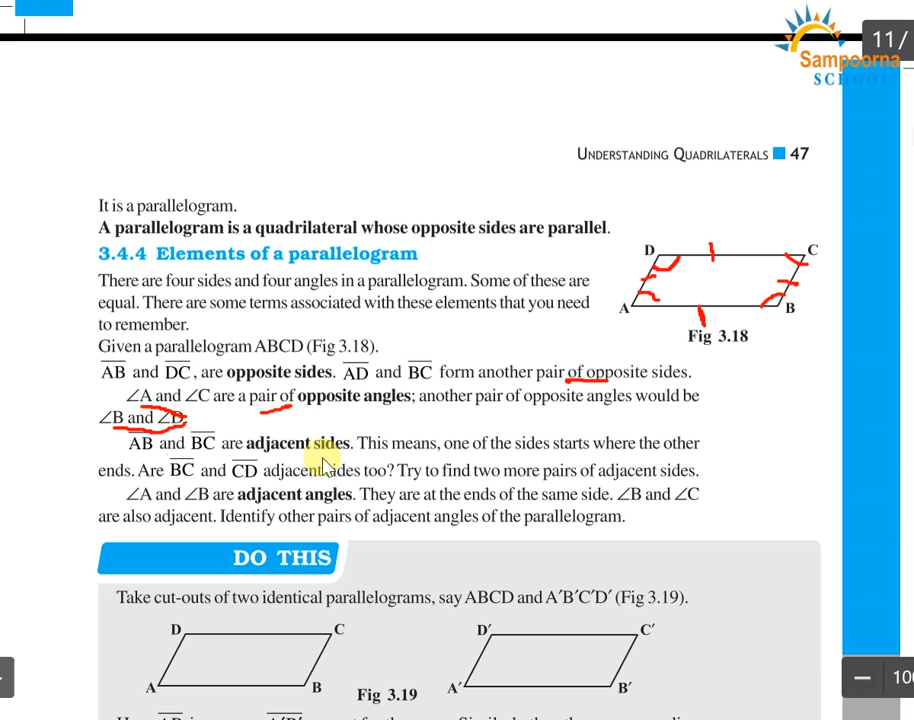 11 /
Sampoorna
SCHOOL
UNDERSTANDING QUADRILATERALS 47
It is a parallelogram.
A parallelogram is a quadrilateral whose opposite sides are parallel.
3.4.4 Elements of a parallelogram
There are four sides and four angles in a parallelogram. Some of these are
equal. There are some terms associated with these elements that you need
to remember.
Given a parallelogram ABCD (Fig 3.18).
D C
A B
Fig 3.18
AB and DC, are opposite sides. AD and BC form another pair of opposite sides.
∠A and ∠C are a pair of opposite angles; another pair of opposite angles would be
∠B and ∠D.
AB and BC are adjacent sides. This means, one of the sides starts where the other
ends. Are BC and CD adjacent sides too? Try to find two more pairs of adjacent sides.
∠A and ∠B are adjacent angles. They are at the ends of the same side. ∠B and ∠C
are also adjacent. Identify other pairs of adjacent angles of the parallelogram.
DO THIS
Take cut-outs of two identical parallelograms, say ABCD and A′B′C′D′ (Fig 3.19).
D C D′ C′
A B Fig 3.19 A′ B′